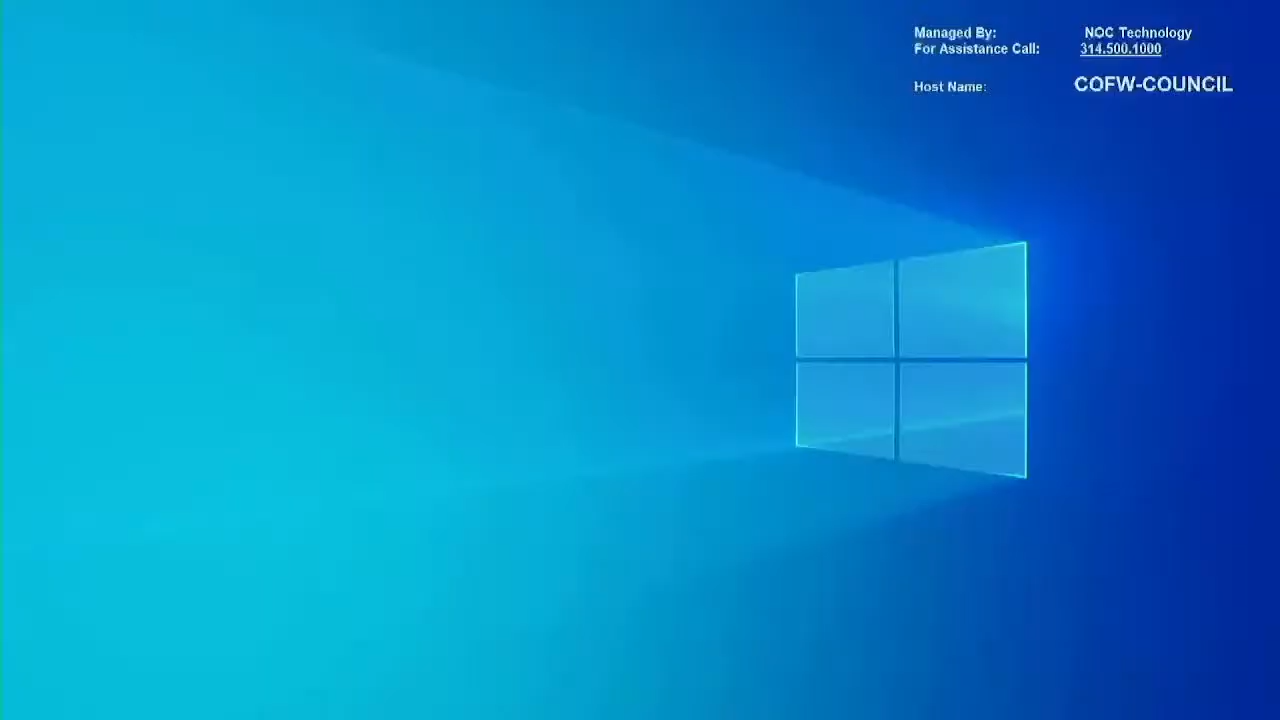 Managed By: NOC Technology
For Assistance Call: 314.500.1000
Host Name: COFW-COUNCIL